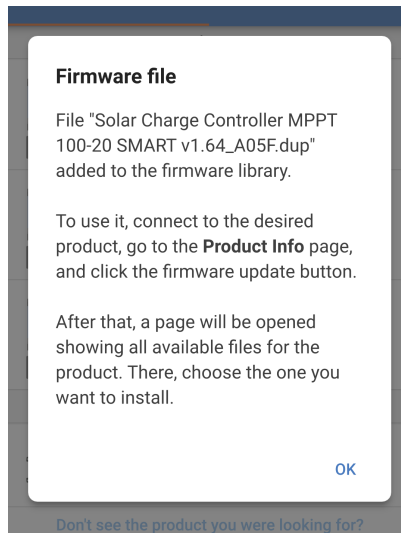 Firmware file
File "Solar Charge Controller MPPT
100-20 SMART v1.64_A05F.dup"
added to the firmware library.
To use it, connect to the desired
product, go to the Product Info page,
and click the firmware update button.
After that, a page will be opened
showing all available files for the
product. There, choose the one you
want to install.
OK
Don't see the product you were looking for?